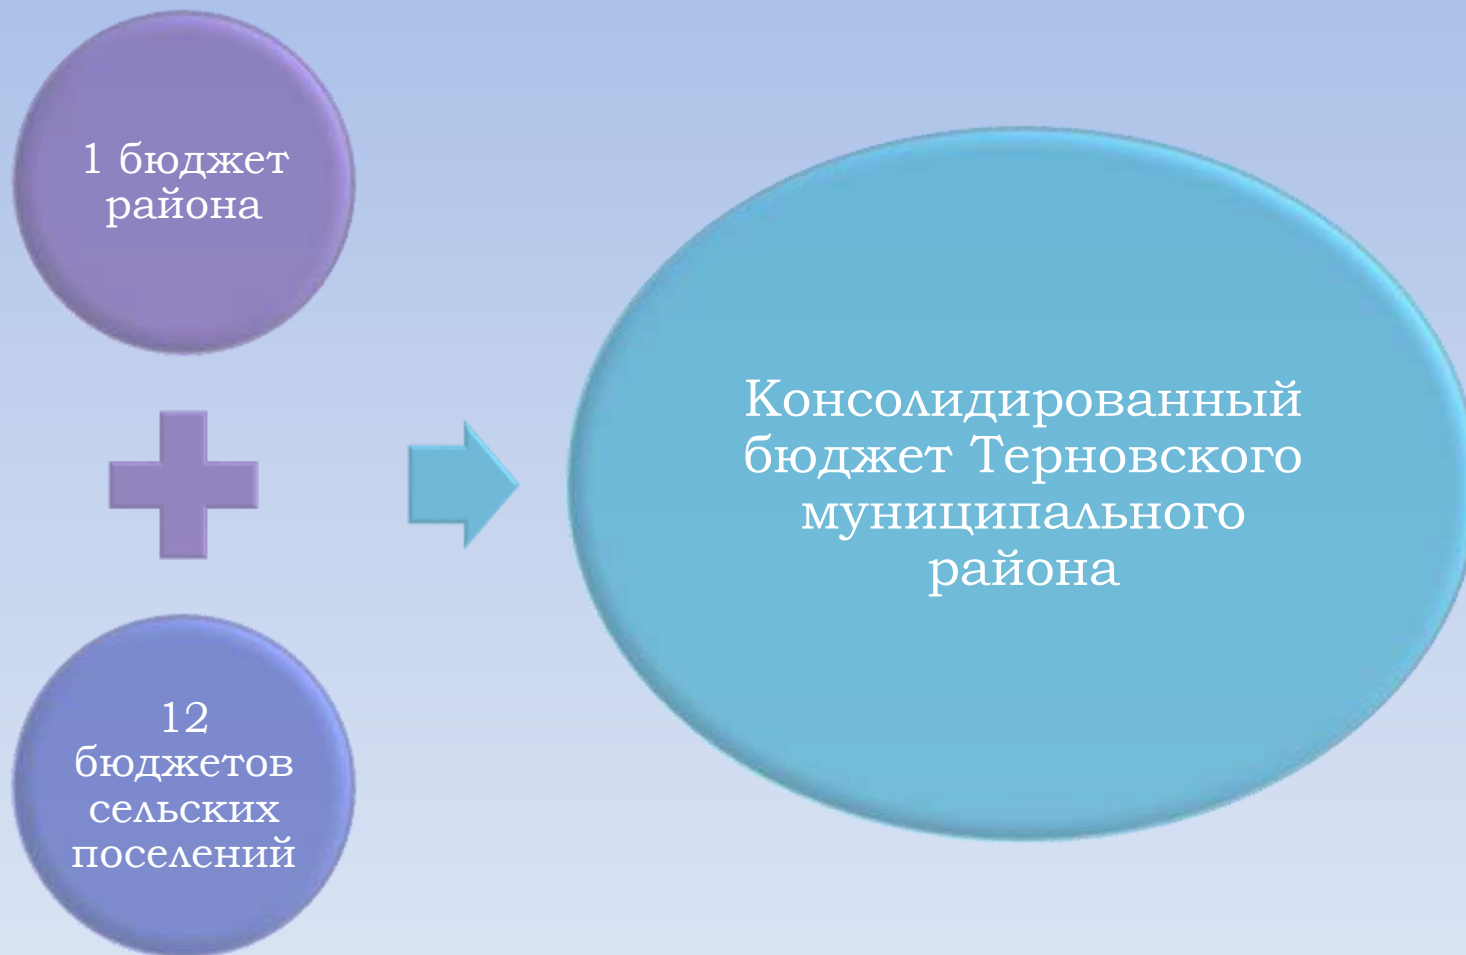 1 бюджет
района
12
бюджетов
сельских
поселений
Консолидированный
бюджет Терновского
муниципального
района